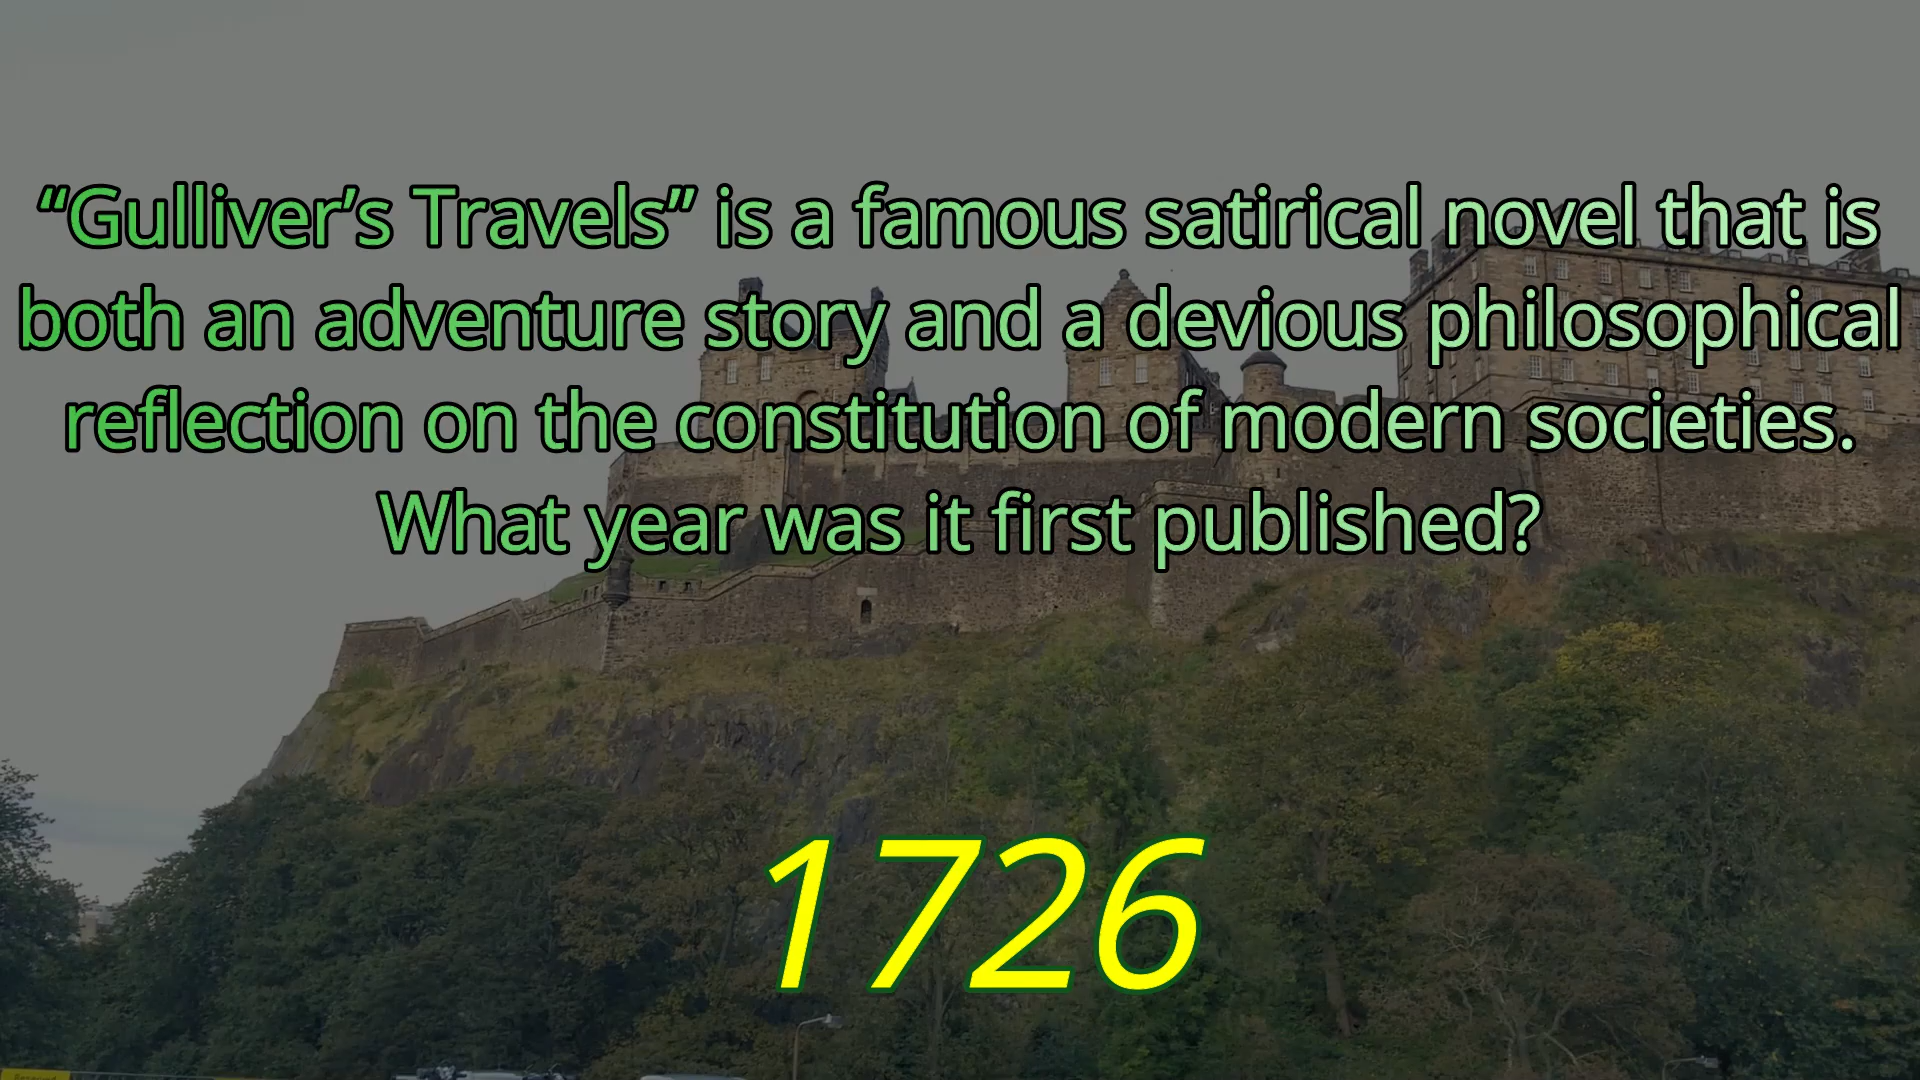 “Gulliver’s Travels” is a famous satirical novel that is
both an adventure story and a devious philosophical
reflection on the constitution of modern societies.
What year was it first published?
1726